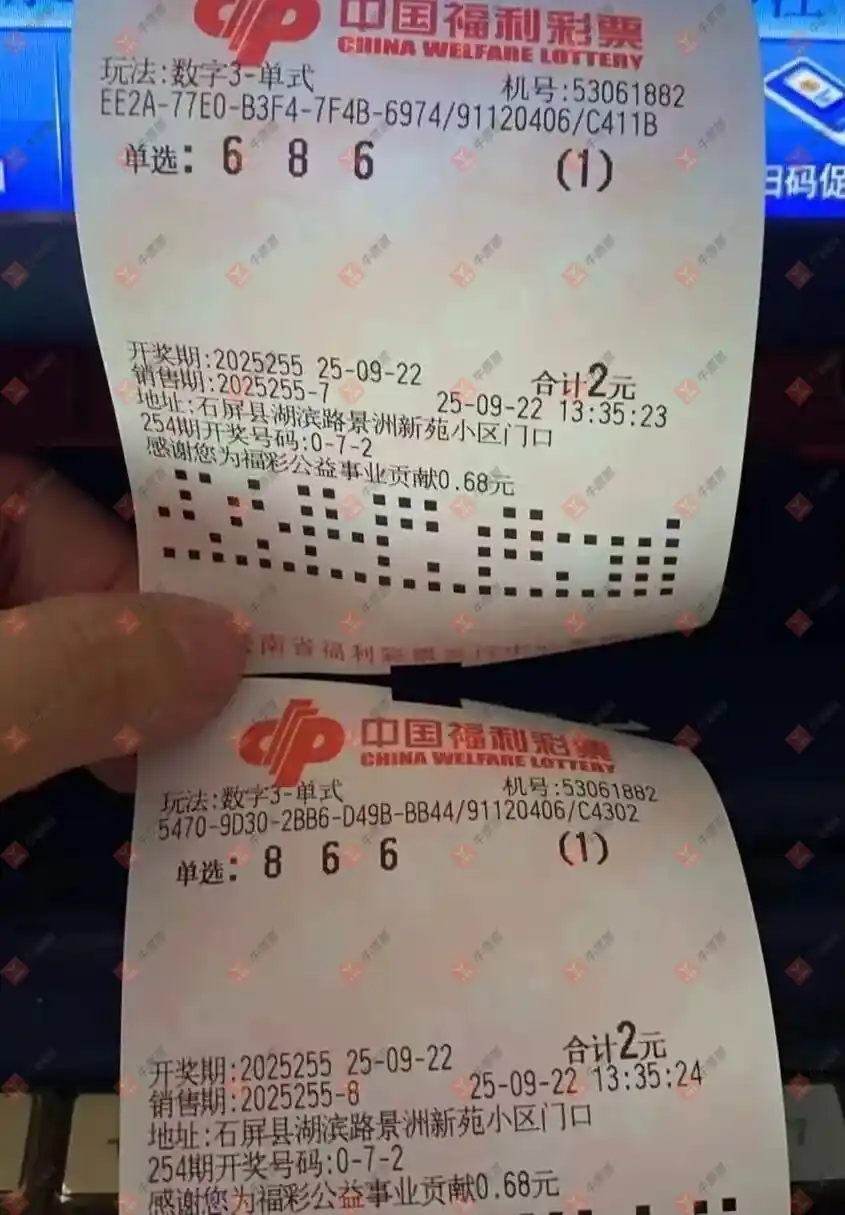 中国福利彩票
CHINA WELFARE LOTTERY
玩法:数字3-单式 机号:53061882
EE2A-77E0-B3F4-7F4B-6974/91120406/C411B
单选: 6 8 6 (1)
开奖期:2025255 25-09-22 合计2元
销售期:2025255-7 25-09-22 13:35:23
地址:石屏县湖滨路景洲新苑小区门口
254期开奖号码:0-7-2
感谢您为福彩公益事业贡献0.68元
南省福利彩票
中国福利彩票
CHINA WELFARE LOTTERY
玩法:数字3-单式 机号:53061882
5470-9D30-2BB6-D49B-BB44/91120406/C4302
单选: 8 6 6 (1)
开奖期:2025255 25-09-22 合计2元
销售期:2025255-8 25-09-22 13:35:24
地址:石屏县湖滨路景洲新苑小区门口
254期开奖号码:0-7-2
感谢您为福彩公益事业贡献0.68元
扫码促